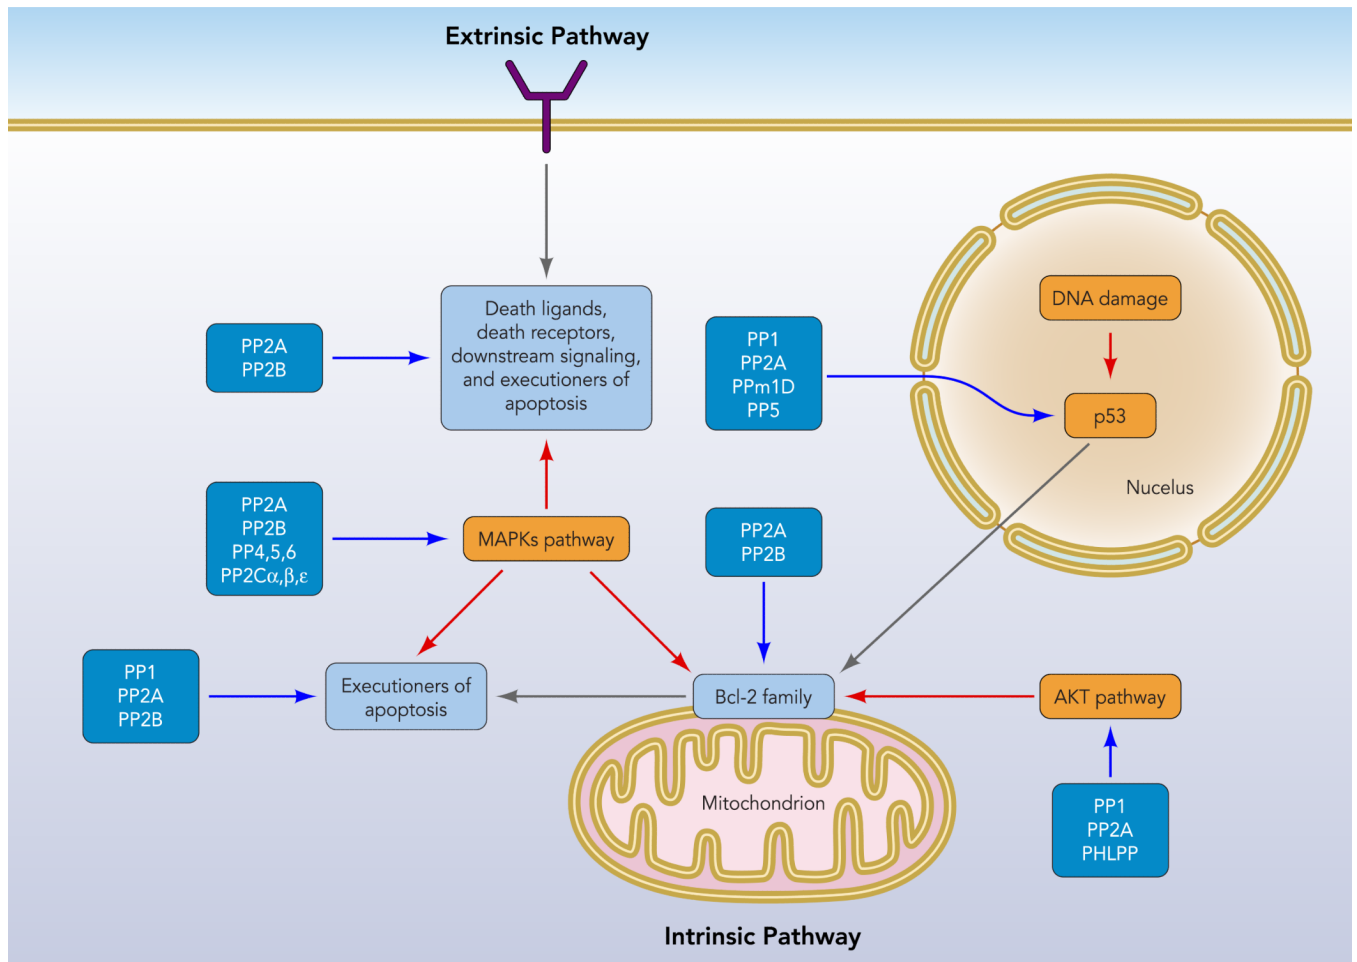 Extrinsic Pathway
DNA damage
Death ligands,
death receptors,
downstream signaling,
and executioners of
apoptosis
PP2A
PP2B
PP1
PP2A
PPm1D
PP5
p53
Nucelus
PP2A
PP2B
PP4,5,6
PP2Cα,β,ε
MAPKs pathway
PP2A
PP2B
PP1
PP2A
PP2B
Executioners of
apoptosis
Bcl-2 family
AKT pathway
Mitochondrion
PP1
PP2A
PHLPP
Intrinsic Pathway